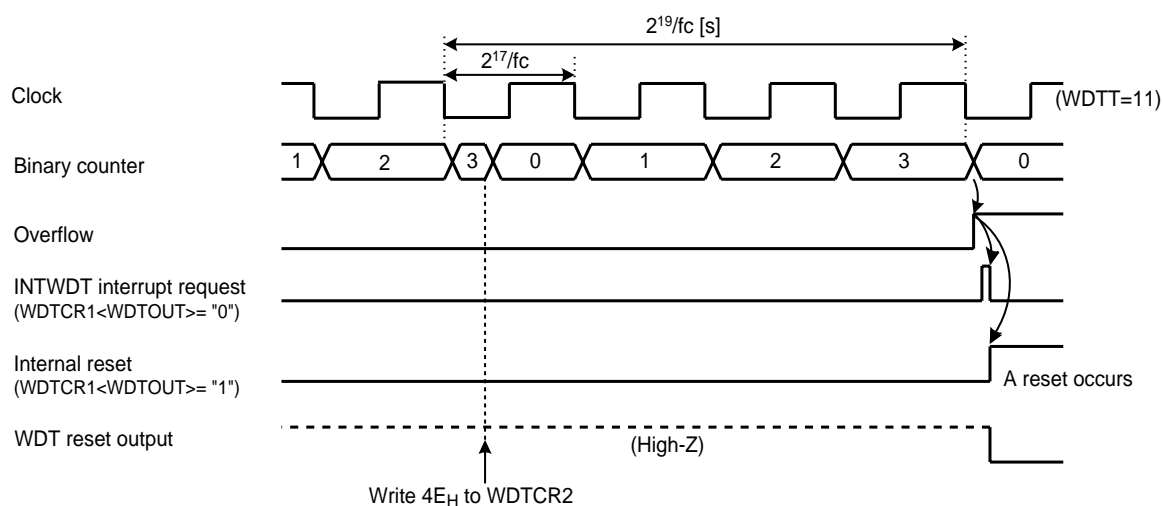 2¹⁹/fc [s]
2¹⁷/fc
Clock
(WDTT=11)
Binary counter
1 2 3 0 1 2 3 0
Overflow
INTWDT interrupt request
(WDTCR1<WDTOUT>= "0")
Internal reset
(WDTCR1<WDTOUT>= "1")
A reset occurs
WDT reset output
(High-Z)
Write 4E_H to WDTCR2